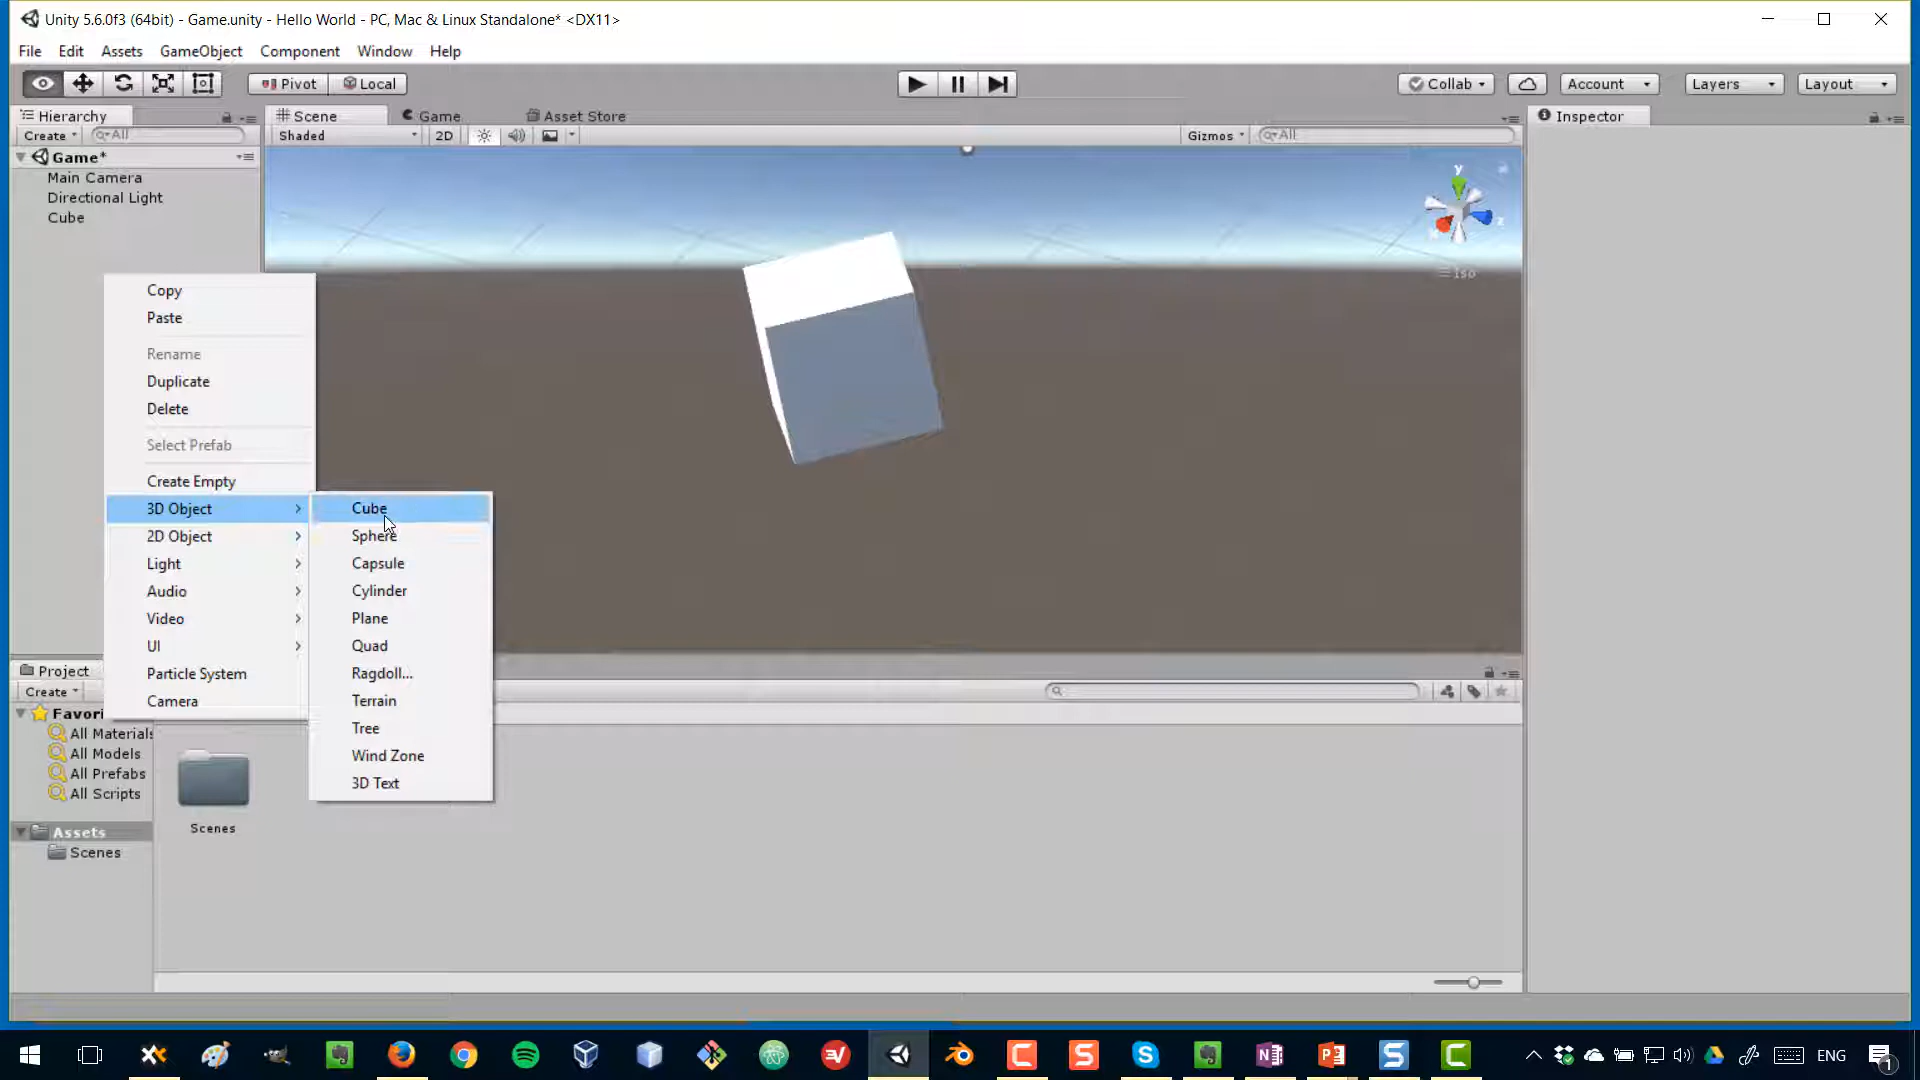 Unity 5.6.0f3 (64bit) - Game.unity - Hello World - PC, Mac & Linux Standalone* <DX11>
File Edit Assets GameObject Component Window Help
Pivot Local Collab Account Layers Layout
Hierarchy Scene Game Asset Store Inspector
Create All Shaded 2D Gizmos All
Game*
Main Camera
Directional Light
Cube
y
z
Iso
Copy
Paste
Rename
Duplicate
Delete
Select Prefab
Create Empty
3D Object
2D Object
Light
Audio
Video
UI
Particle System
Camera
Cube
Sphere
Capsule
Cylinder
Plane
Quad
Ragdoll...
Terrain
Tree
Wind Zone
3D Text
Project
Create
Favori
All Materials
All Models
All Prefabs
All Scripts
Assets
Scenes
Scenes
ENG
1